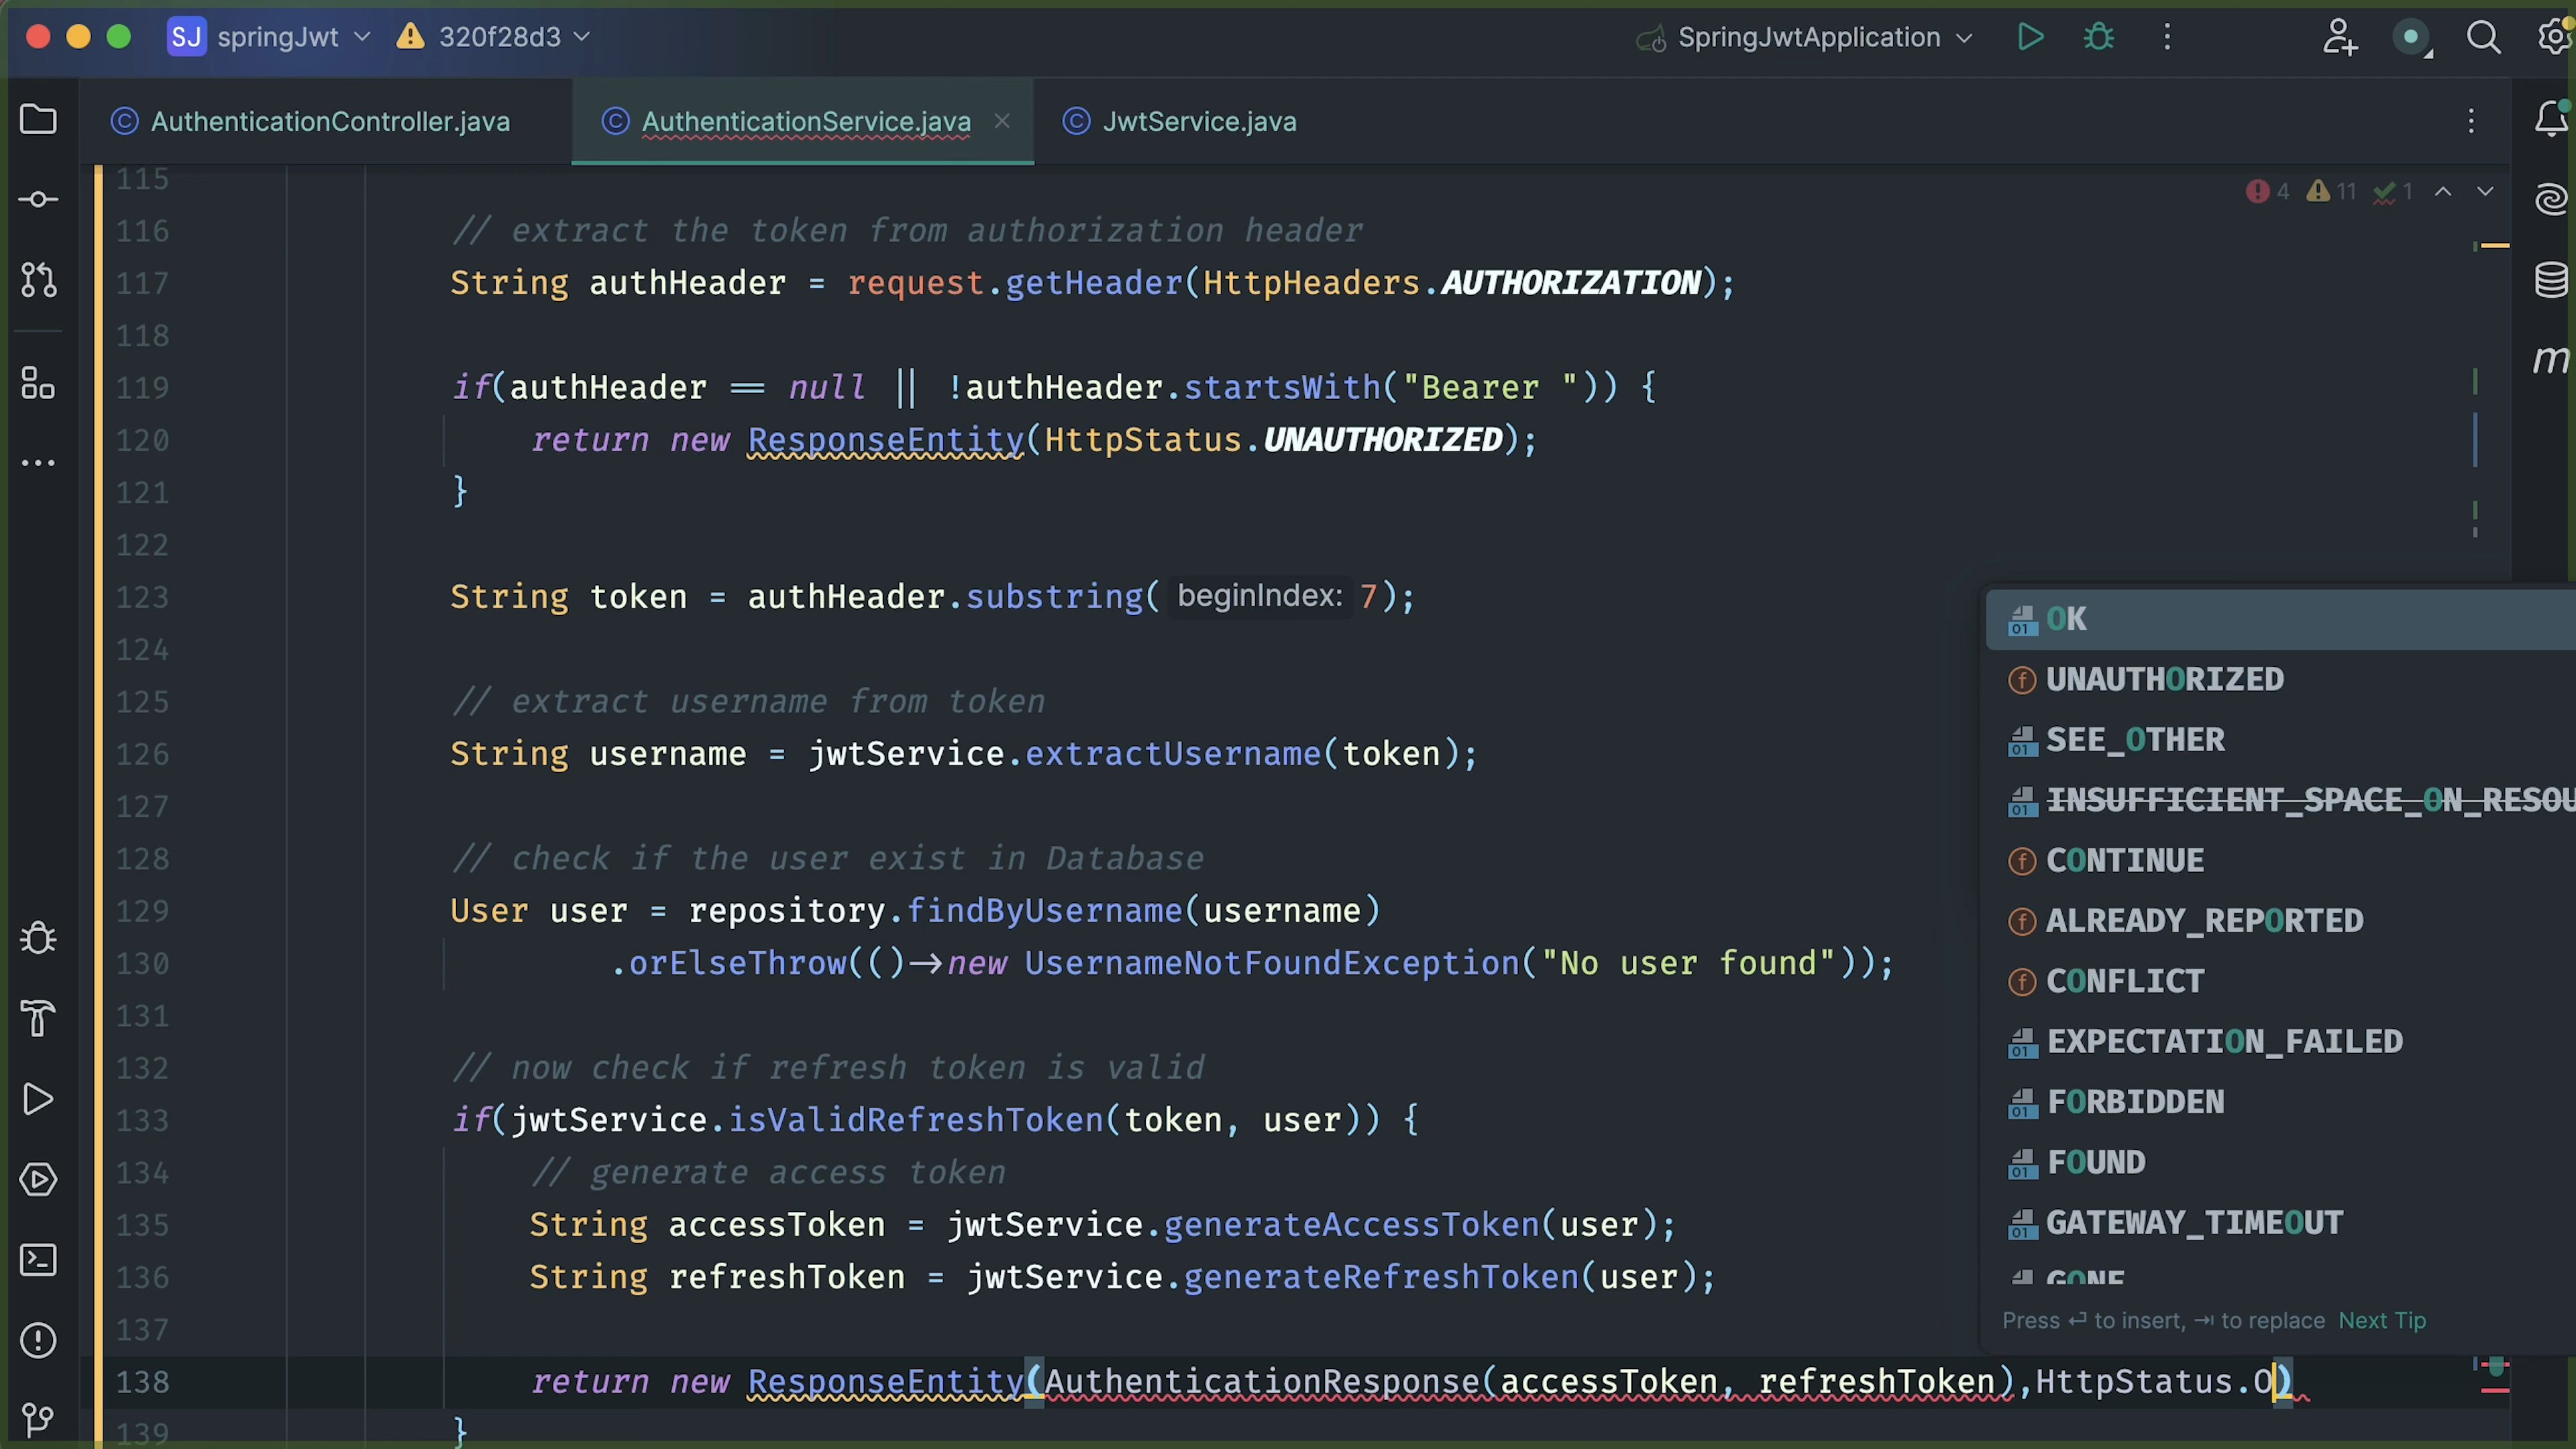 SJ springJwt 320f28d3 SpringJwtApplication
AuthenticationController.java AuthenticationService.java JwtService.java
4 11 1
115
116 // extract the token from authorization header
117 String authHeader = request.getHeader(HttpHeaders.AUTHORIZATION);
118
119 if(authHeader == null || !authHeader.startsWith("Bearer ")) {
120 return new ResponseEntity(HttpStatus.UNAUTHORIZED);
121 }
122
123 String token = authHeader.substring( beginIndex: 7);
124
125 // extract username from token
126 String username = jwtService.extractUsername(token);
127
128 // check if the user exist in Database
129 User user = repository.findByUsername(username)
130 .orElseThrow(()->new UsernameNotFoundException("No user found"));
131
132 // now check if refresh token is valid
133 if(jwtService.isValidRefreshToken(token, user)) {
134 // generate access token
135 String accessToken = jwtService.generateAccessToken(user);
136 String refreshToken = jwtService.generateRefreshToken(user);
137
138 return new ResponseEntity(AuthenticationResponse(accessToken, refreshToken),HttpStatus.O)
139 }
OK
UNAUTHORIZED
SEE_OTHER
INSUFFICIENT_SPACE_ON_RESOU
CONTINUE
ALREADY_REPORTED
CONFLICT
EXPECTATION_FAILED
FORBIDDEN
FOUND
GATEWAY_TIMEOUT
GONE
Press ↵ to insert, ⇥ to replace Next Tip
m